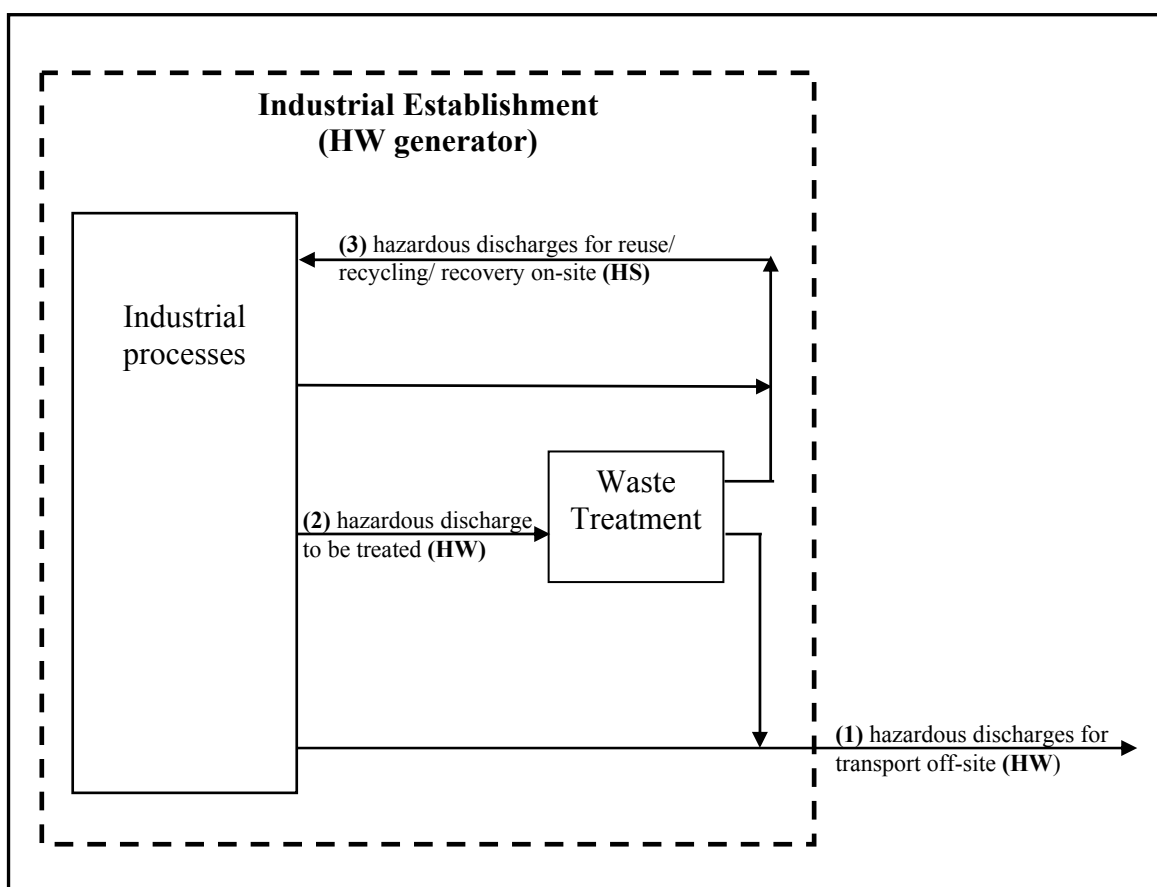 Industrial Establishment
(HW generator)
(3) hazardous discharges for reuse/
recycling/ recovery on-site (HS)
Industrial
processes
Waste
Treatment
(2) hazardous discharge
to be treated (HW)
(1) hazardous discharges for
transport off-site (HW)